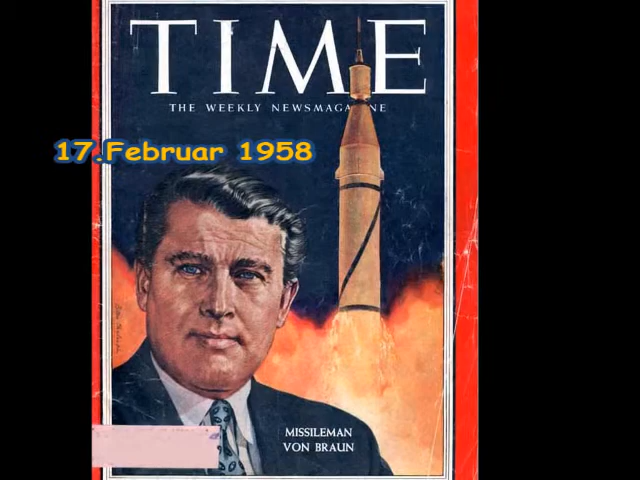 TIME
THE WEEKLY NEWSMAGAZINE
17.Februar 1958
MISSILEMAN
VON BRAUN